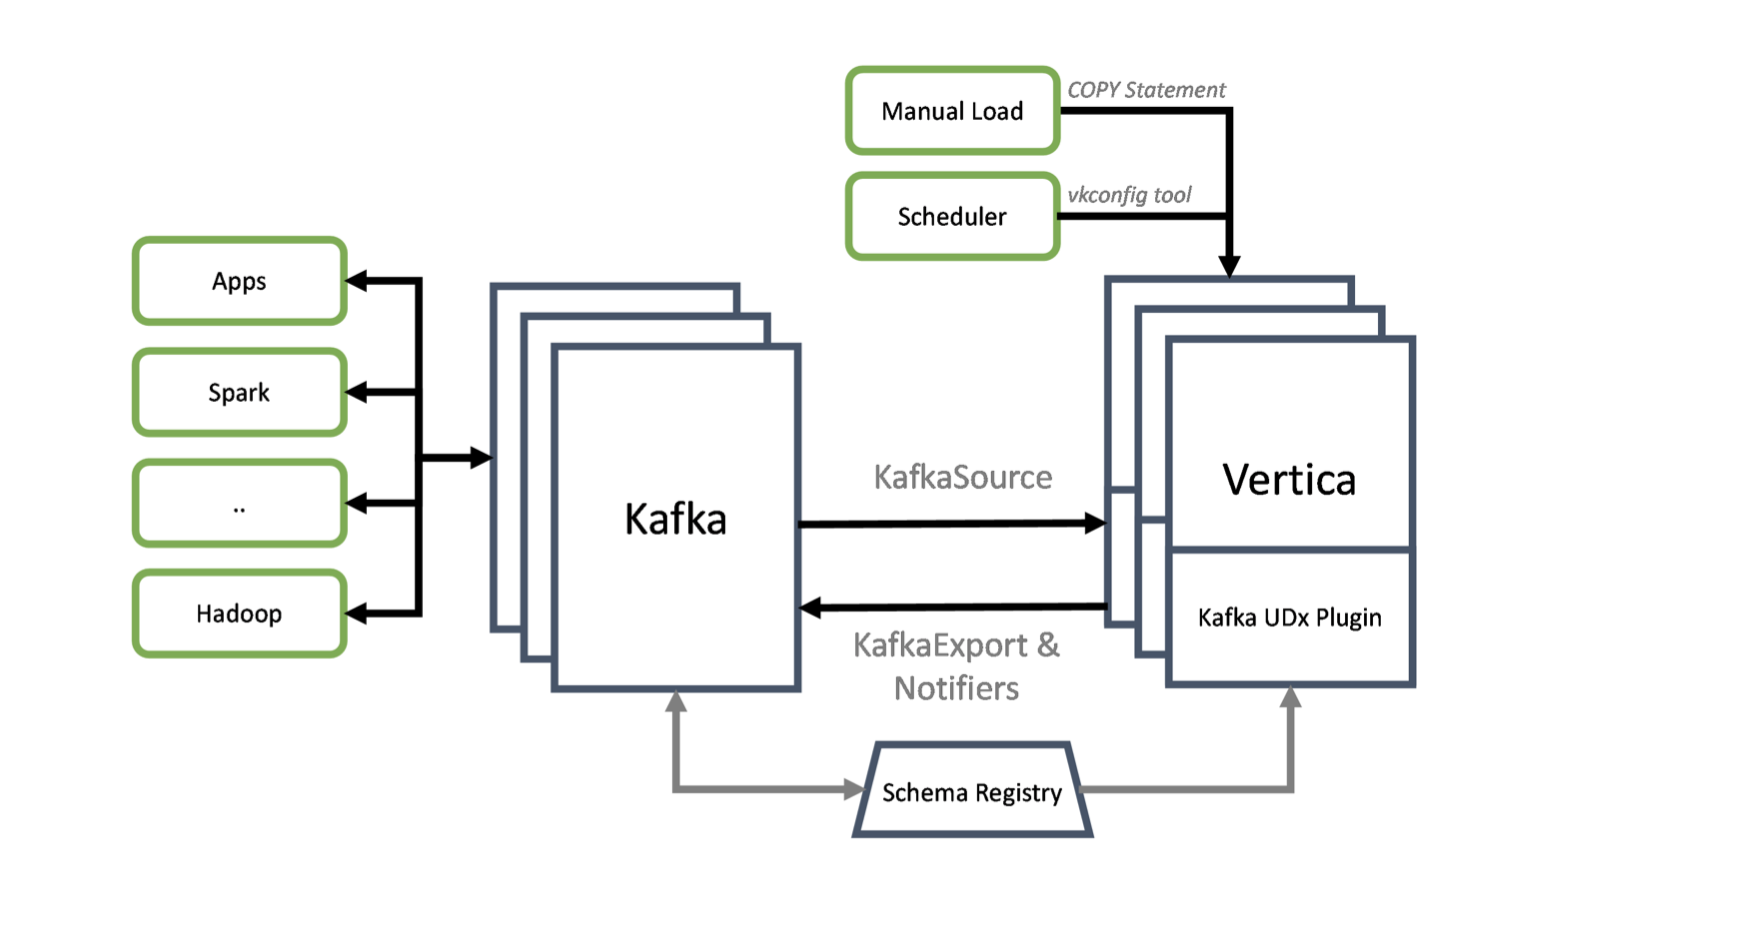 Manual Load
COPY Statement
Scheduler
vkconfig tool
Apps
Spark
..
Hadoop
Kafka
KafkaSource
KafkaExport &
Notifiers
Vertica
Kafka UDx Plugin
Schema Registry